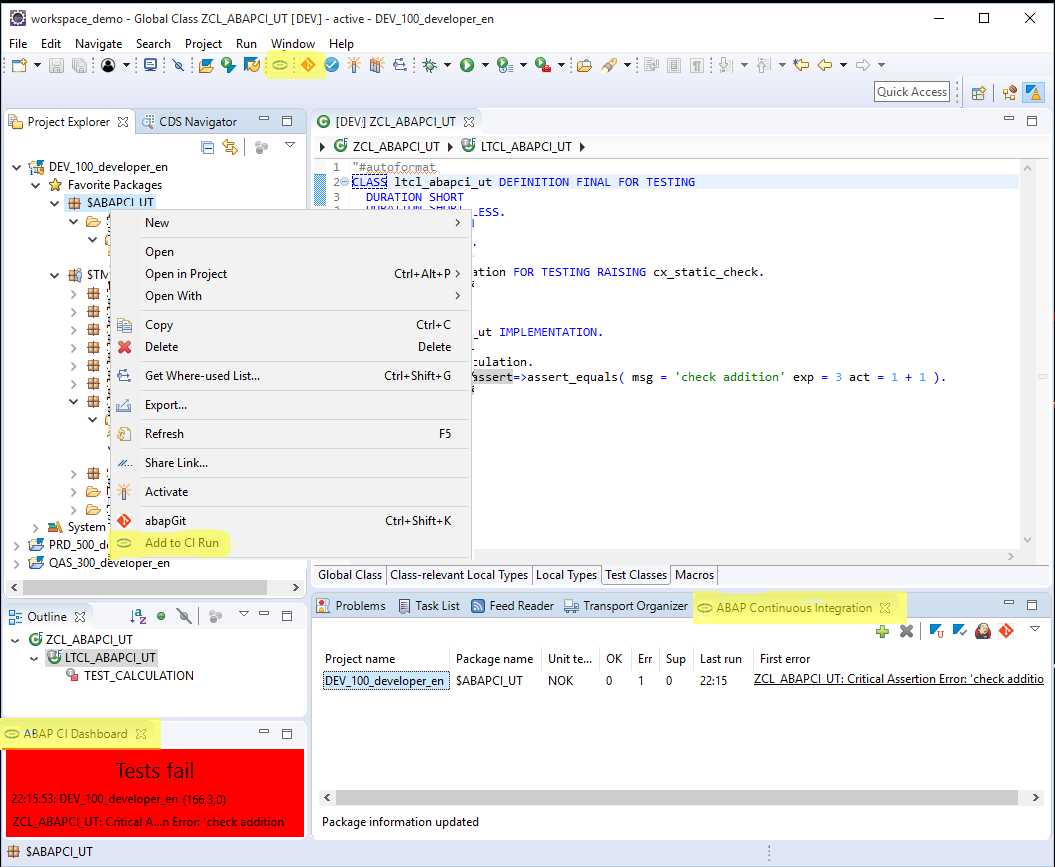 workspace_demo - Global Class ZCL_ABAPCI_UT [DEV] - active - DEV_100_developer_en
File Edit Navigate Search Project Run Window Help
Quick Access
Project Explorer
CDS Navigator
DEV_100_developer_en
Favorite Packages
$ABAPCI_UT
$TM
System
PRD_500_de
QAS_300_developer_en
New
Open
Open in Project Ctrl+Alt+P
Open With
Copy Ctrl+C
Delete Delete
Get Where-used List... Ctrl+Shift+G
Export...
Refresh F5
Share Link...
Activate
abapGit Ctrl+Shift+K
Add to CI Run
[DEV] ZCL_ABAPCI_UT
ZCL_ABAPCI_UT LTCL_ABAPCI_UT
1 "#autoformat
2 CLASS ltcl_abapci_ut DEFINITION FINAL FOR TESTING
3 DURATION SHORT
LESS.
tion FOR TESTING RAISING cx_static_check.
_ut IMPLEMENTATION.
culation.
assert=>assert_equals( msg = 'check addition' exp = 3 act = 1 + 1 ).
Global Class Class-relevant Local Types Local Types Test Classes Macros
Outline
ZCL_ABAPCI_UT
LTCL_ABAPCI_UT
TEST_CALCULATION
ABAP CI Dashboard
Tests fail
22:15:53: DEV_100_developer_en (166,3,0)
ZCL_ABAPCI_UT: Critical A...n Error: 'check addition'
Problems Task List Feed Reader Transport Organizer ABAP Continuous Integration
Project name Package name Unit te... OK Err Sup Last run First error
DEV_100_developer_en $ABAPCI_UT NOK 0 1 0 22:15 ZCL_ABAPCI_UT: Critical Assertion Error: 'check additio
Package information updated
$ABAPCI_UT